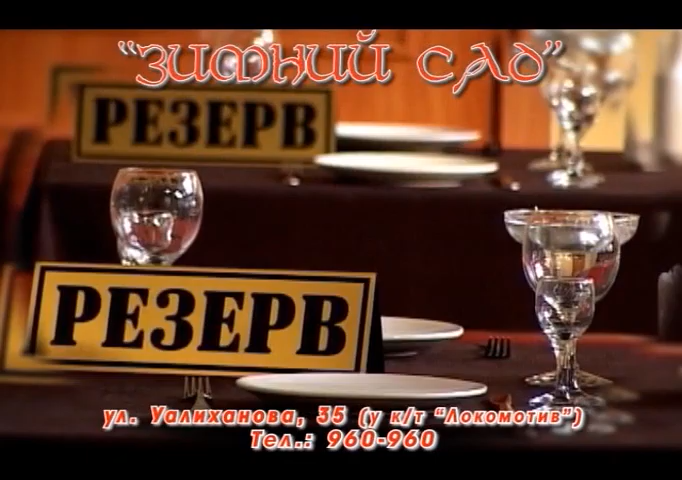 “ЗИМНИЙ САД”
РЕЗЕРВ
РЕЗЕРВ
ул. Уалиханова, 35 (у к/т “Локомотив”)
Тел.: 960-960